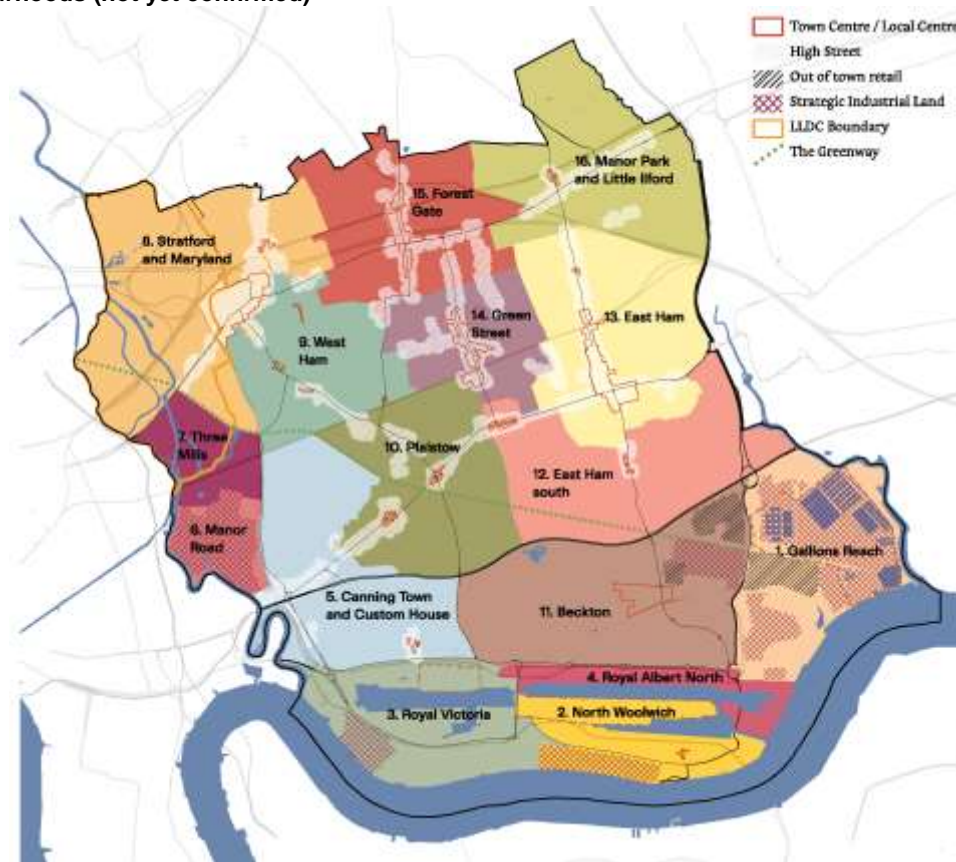 (not yet confirmed)
Town Centre / Local Centre
High Street
Out of town retail
Strategic Industrial Land
LLDC Boundary
The Greenway
16. Manor Park
and Little Ilford
15. Forest
Gate
8. Stratford
and Maryland
14. Green
Street
13. East Ham
9. West
Ham
7. Three
Mills
10. Plaistow
12. East Ham
south
6. Manor
Road
1. Gallions Reach
5. Canning Town
and Custom House
11. Beckton
4. Royal Albert North
3. Royal Victoria
2. North Woolwich